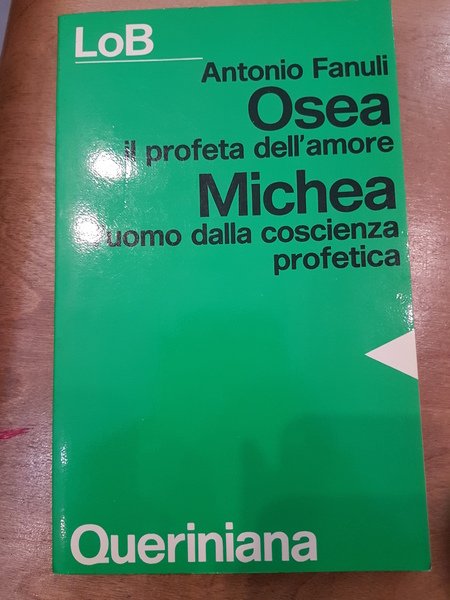 LoB
Antonio Fanuli
Osea
il profeta dell'amore
Michea
uomo dalla coscienza
profetica
Queriniana